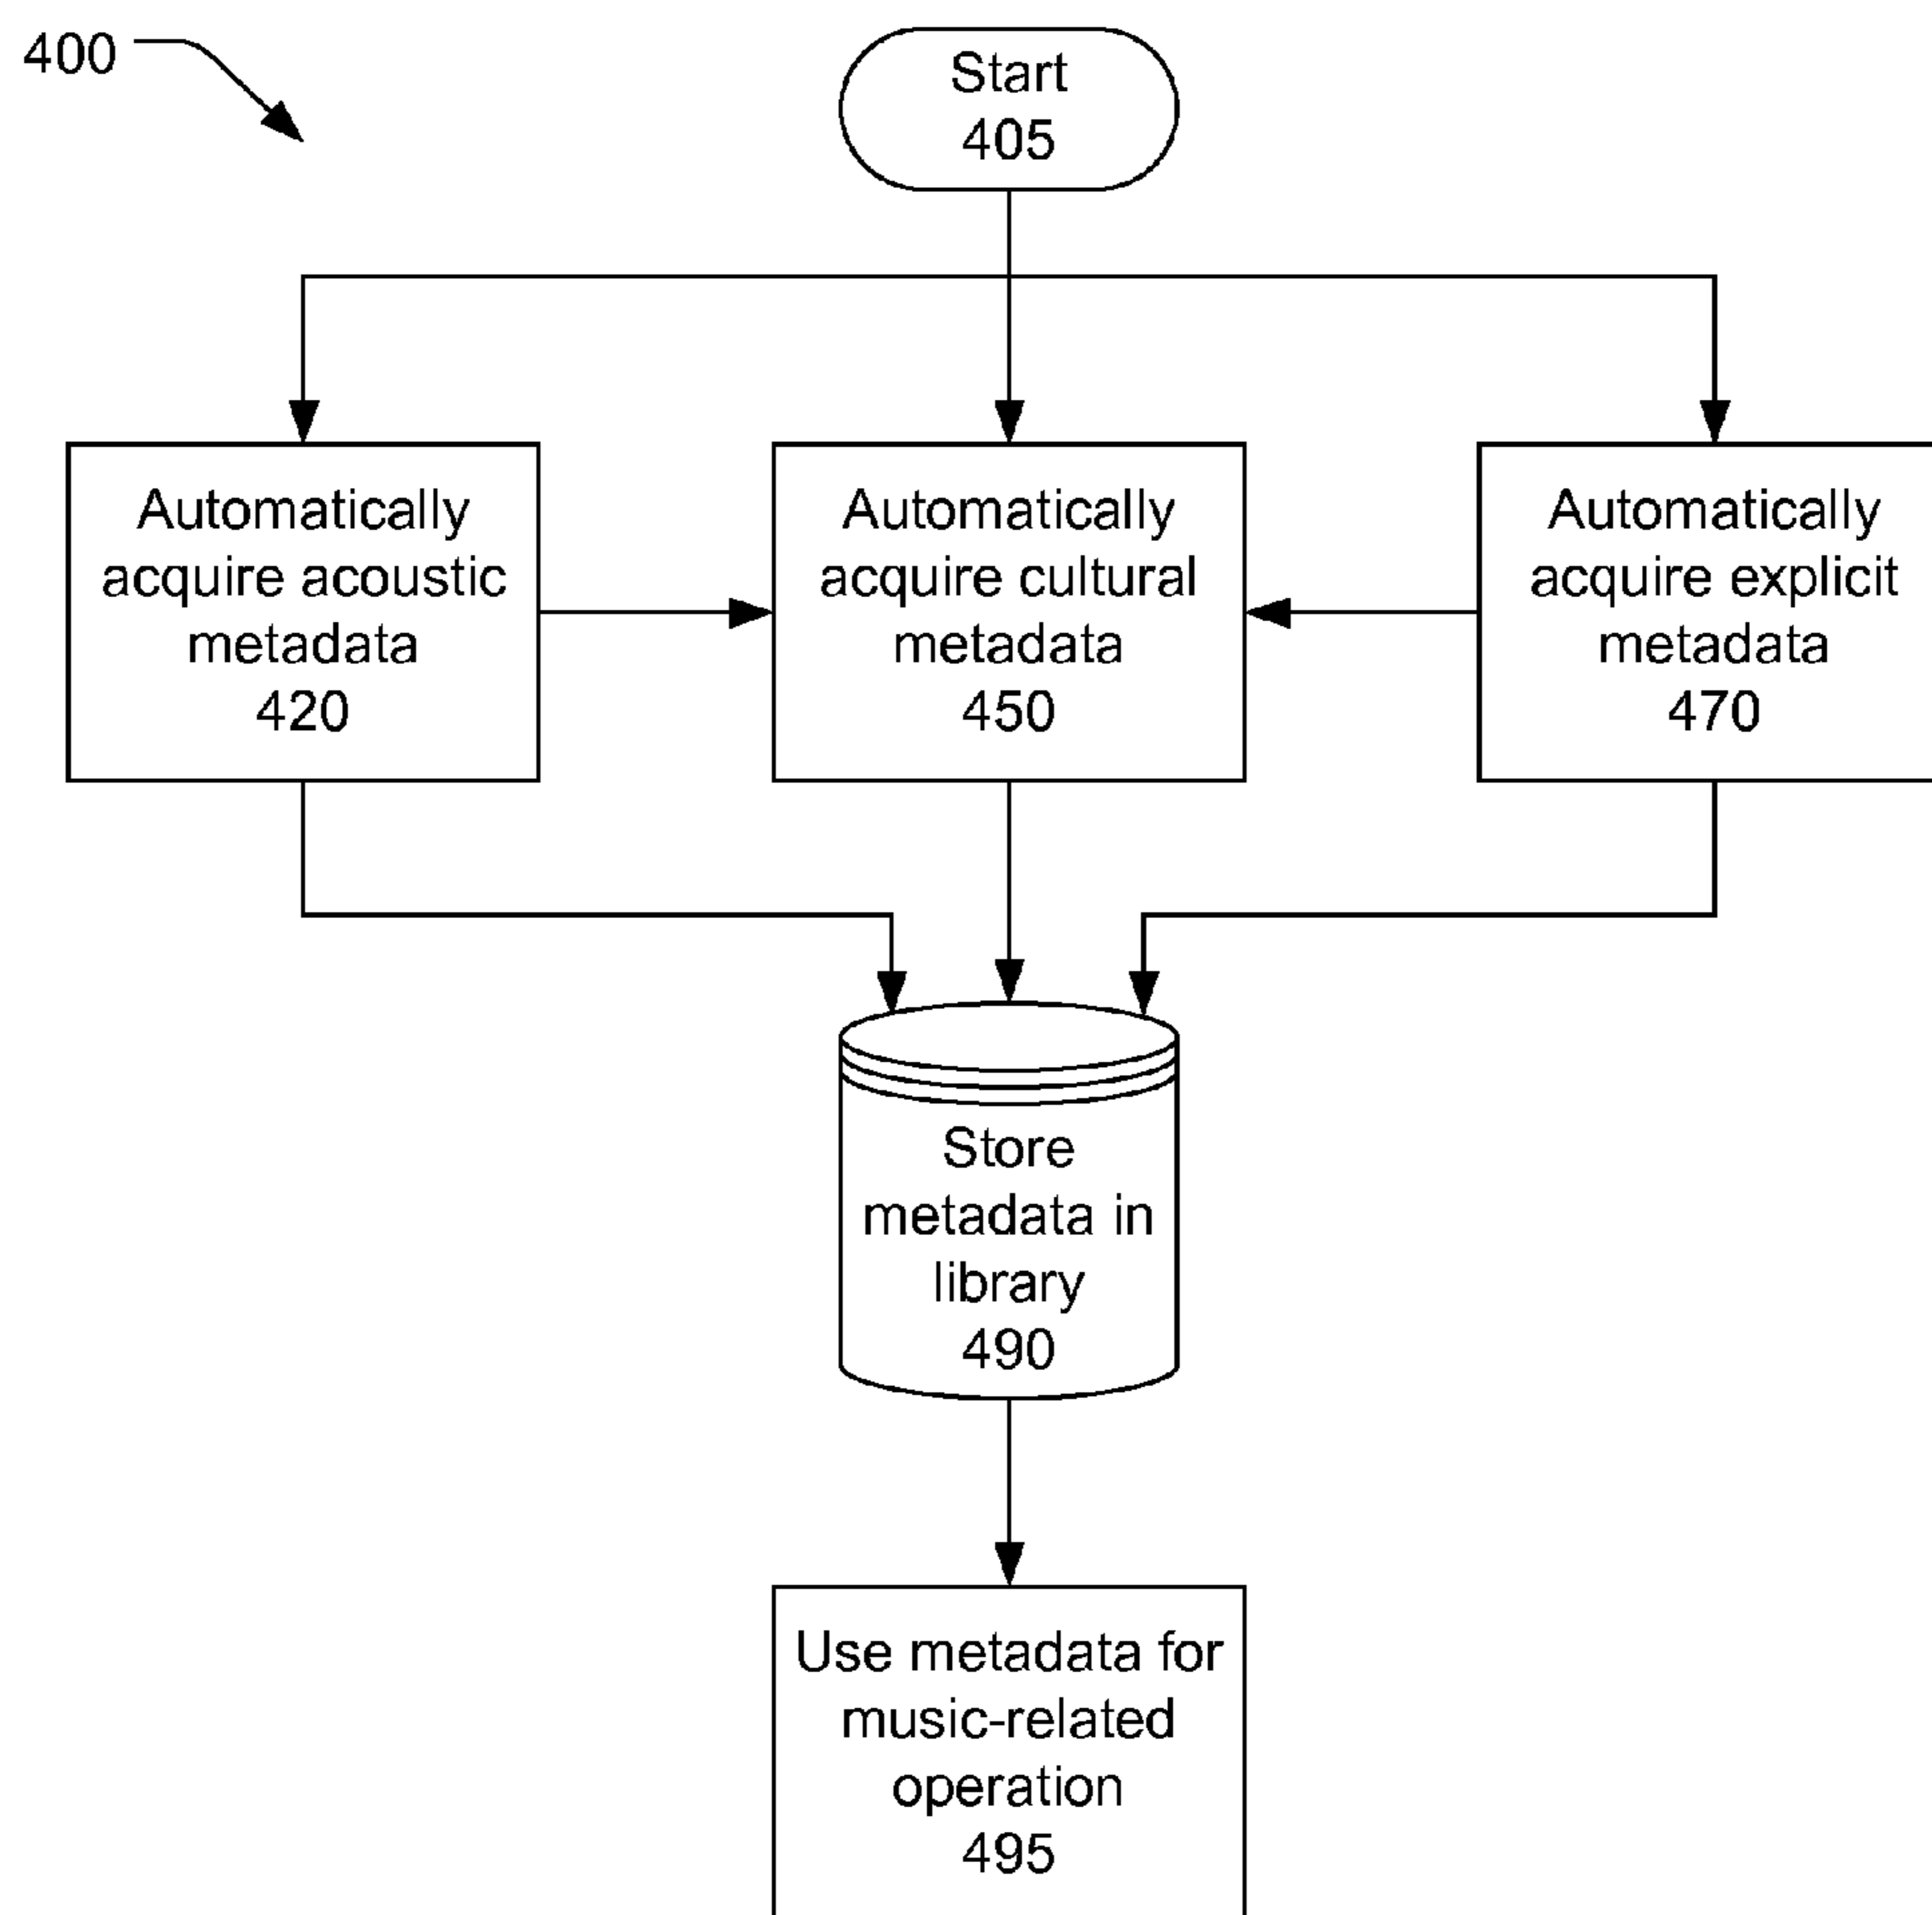 400
Start
405
Automatically
acquire acoustic
metadata
420
Automatically
acquire cultural
metadata
450
Automatically
acquire explicit
metadata
470
Store
metadata in
library
490
Use metadata for
music-related
operation
495